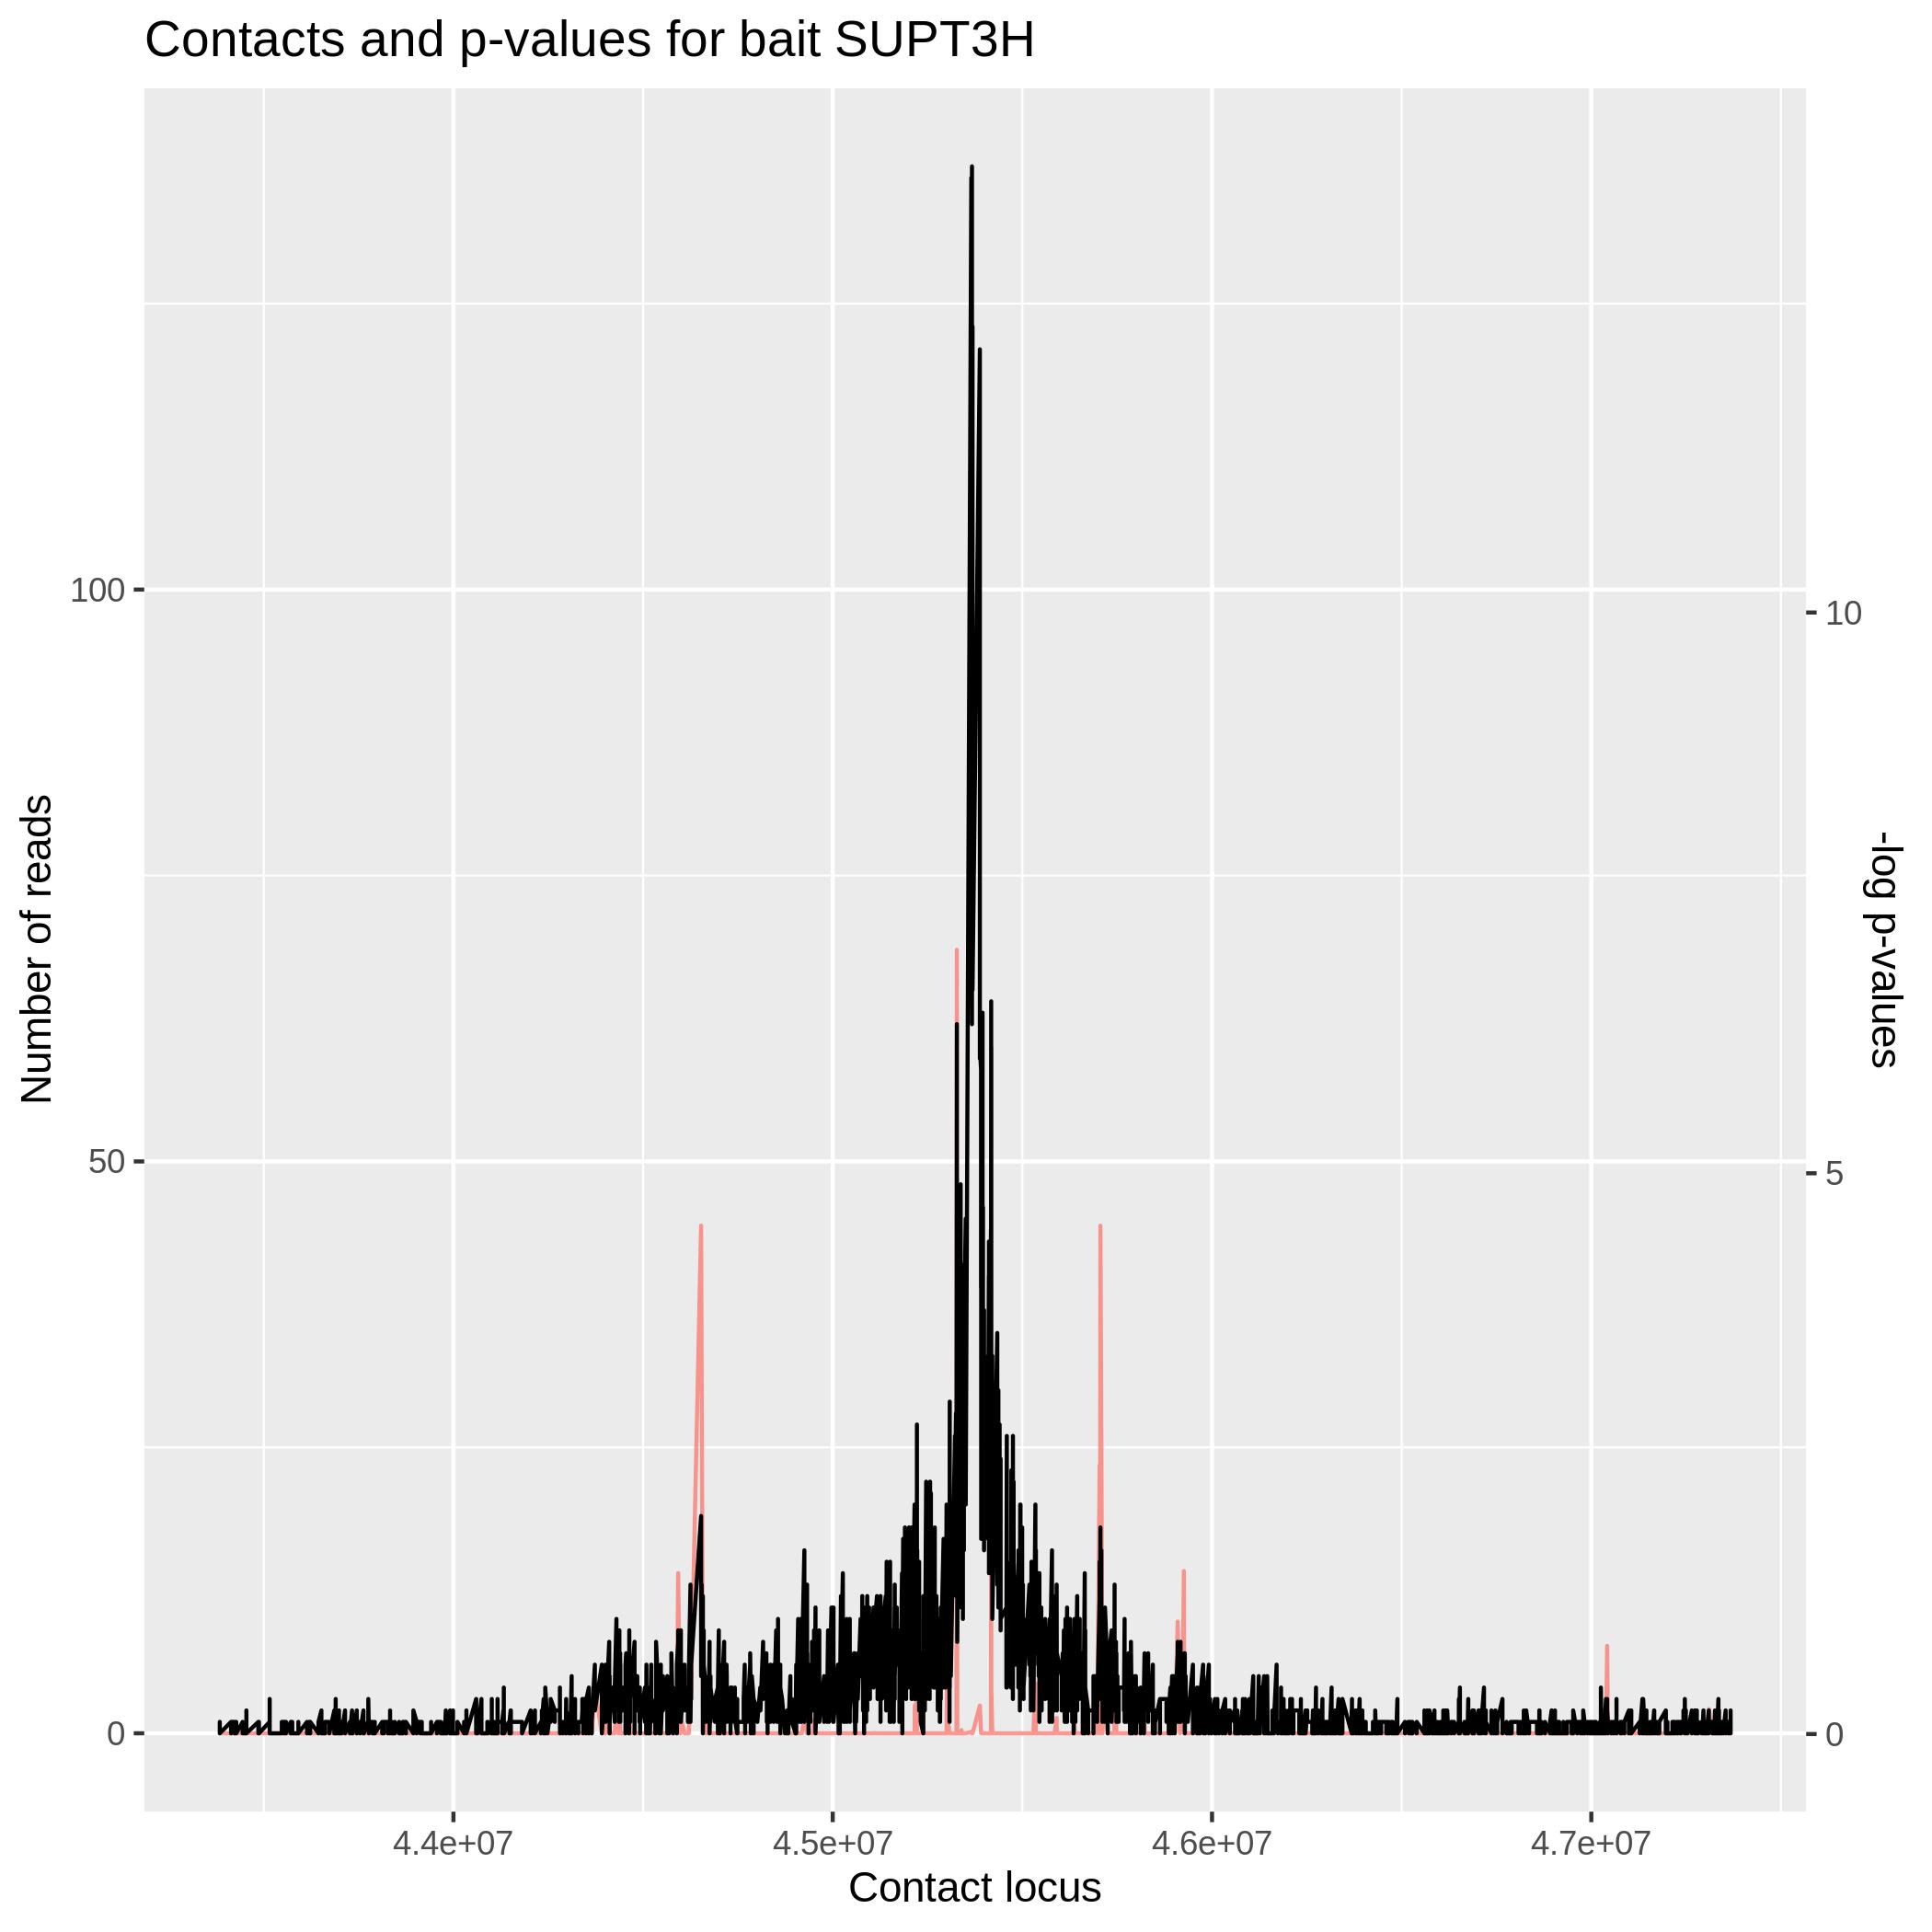 Contacts and p-values for bait SUPT3H
Number of reads
100
50
0
10
5
0
-log p-values
4.4e+07
4.5e+07
4.6e+07
4.7e+07
Contact locus